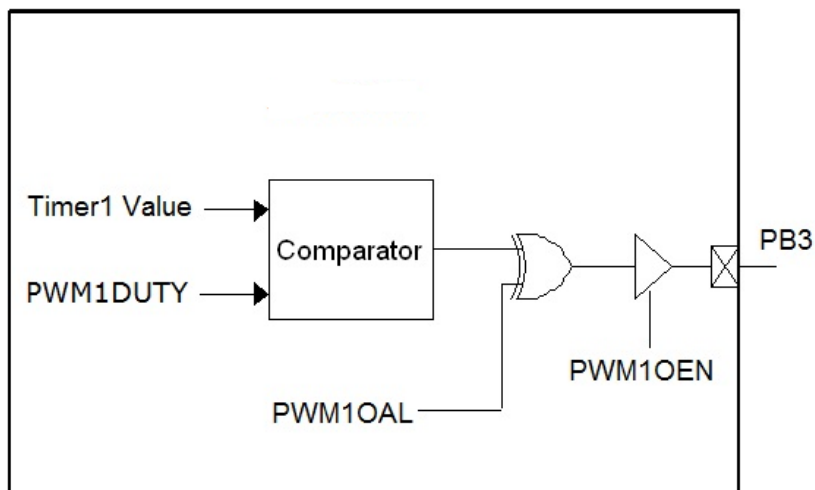 Timer1 Value
Comparator
PWM1DUTY
PWM1OAL
PWM1OEN
PB3